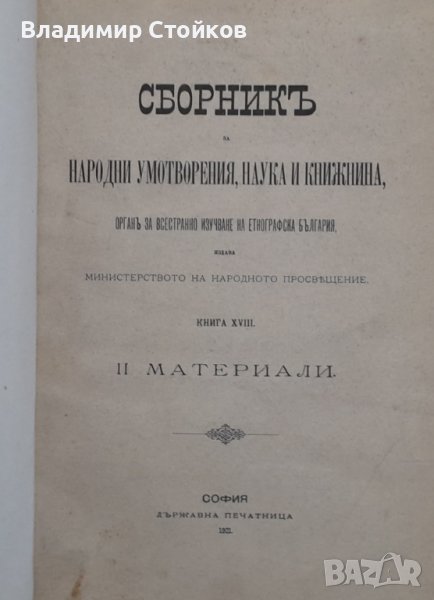 Владимир Стойков
СБОРНИКЪ
ЗА
НАРОДНИ УМОТВОРЕНИЯ, НАУКА И КНИЖНИНА,
ОРГАНЪ ЗА ВСЕСТРАННО ИЗУЧВАНЕ НА ЕТНОГРАФСКА БЪЛГАРИЯ,
ИЗДАВА
МИНИСТЕРСТВОТО НА НАРОДНОТО ПРОСВѢЩЕНИЕ.
КНИГА XVIII.
II МАТЕРИАЛИ.
СОФИЯ
ДЪРЖАВНА ПЕЧАТНИЦА
BAZAR